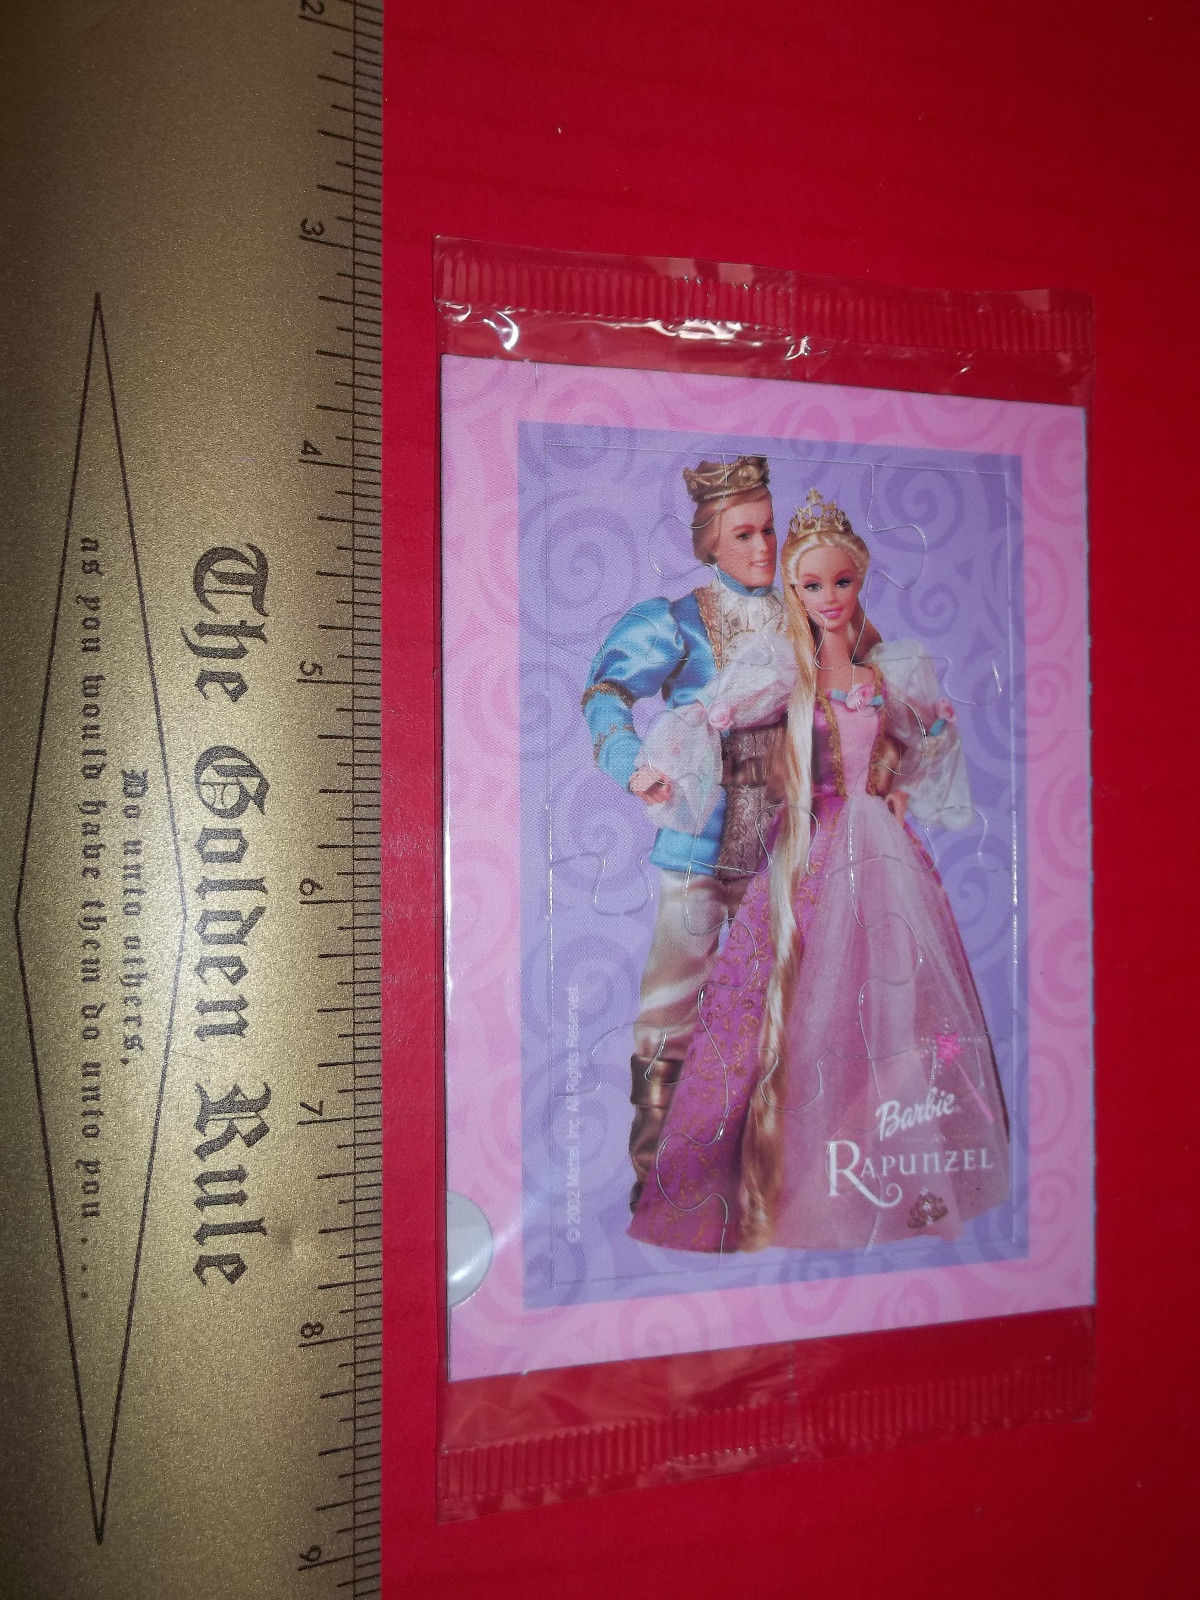 2
3
4
5
6
7
8
9
The Golden Rule
Do unto others,
as you would have them do unto you . . .
© 2002 Mattel, Inc. All Rights Reserved.
Barbie
AS
RAPUNZEL